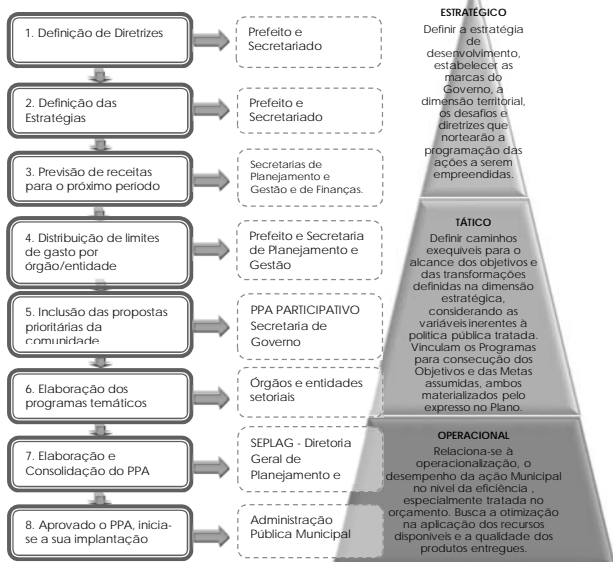 1. Definição de Diretrizes
Prefeito e
Secretariado
2. Definição das
Estratégias
Prefeito e
Secretariado
3. Previsão de receitas
para o próximo período
Secretarias de
Planejamento e
Gestão e de Finanças.
4. Distribuição de limites
de gasto por
órgão/entidade
Prefeito e Secretaria
de Planejamento e
Gestão
5. Inclusão das propostas
prioritárias da
comunidade
PPA PARTICIPATIVO
Secretaria de
Governo
6. Elaboração dos
programas temáticos
Órgãos e entidades
setoriais
7. Elaboração e
Consolidação do PPA
SEPLAG - Diretoria
Geral de
Planejamento e
8. Aprovado o PPA, inicia-
se a sua implantação
Administração
Pública Municipal
ESTRATÉGICO
Definir a estratégia
de
desenvolvimento,
estabelecer as
marcas do
Governo, a
dimensão territorial,
os desafios e
diretrizes que
nortearão a
programação das
ações a serem
empreendidas.
TÁTICO
Definir caminhos
exequíveis para o
alcance dos objetivos e
das transformações
definidas na dimensão
estratégica,
considerando as
variáveis inerentes à
política pública tratada.
Vinculam os Programas
para consecução dos
Objetivos e das Metas
assumidas, ambos
materializados pelo
expresso no Plano.
OPERACIONAL
Relaciona-se à
operacionalização, o
desempenho da ação Municipal
no nível da eficiência ,
especialmente tratada no
orçamento. Busca a otimização
na aplicação dos recursos
disponíveis e a qualidade dos
produtos entregues.